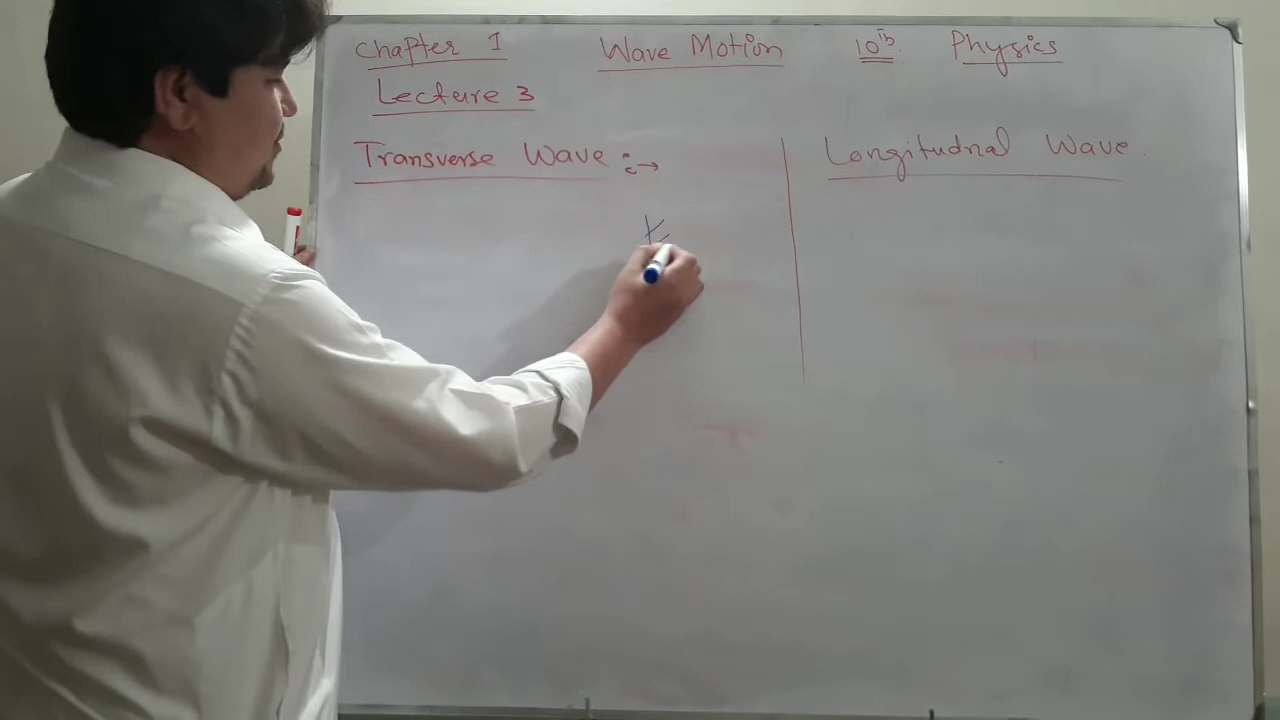 Chapter 1 Wave Motion 10th Physics
Lecture 3
Transverse Wave :→
Longitudnal Wave